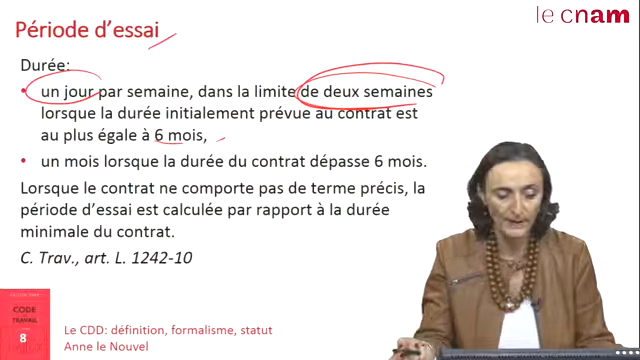 le cnam
Période d'essai
Durée:
• un jour par semaine, dans la limite de deux semaines
lorsque la durée initialement prévue au contrat est
au plus égale à 6 mois,
• un mois lorsque la durée du contrat dépasse 6 mois.
Lorsque le contrat ne comporte pas de terme précis, la
période d'essai est calculée par rapport à la durée
minimale du contrat.
C. Trav., art. L. 1242-10
CODE
TRAVAIL
8
Le CDD: définition, formalisme, statut
Anne le Nouvel